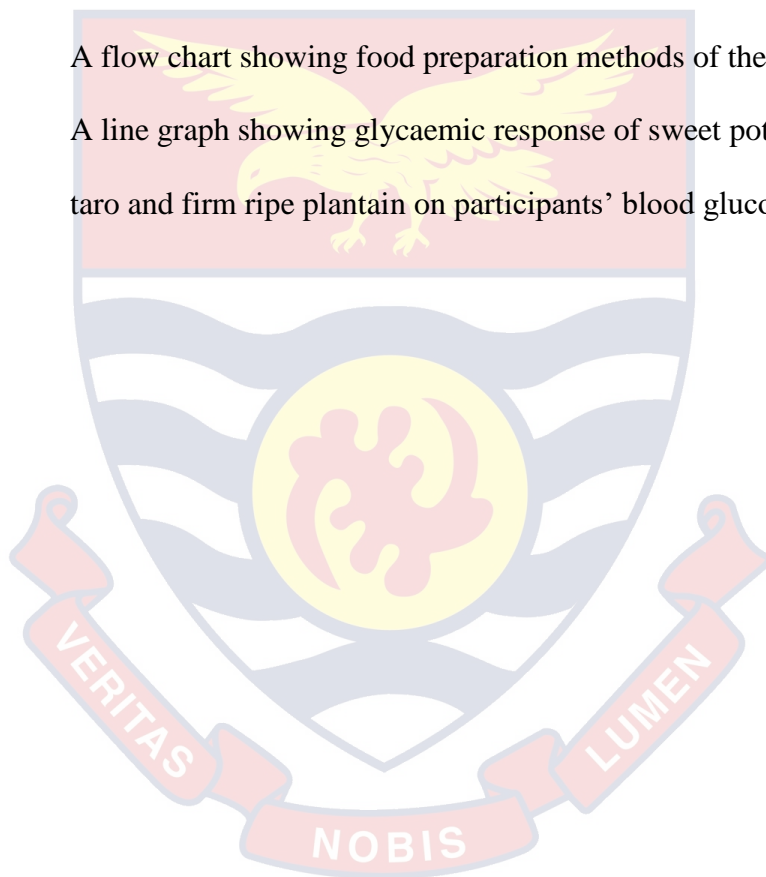 A flow chart showing food preparation methods of the
A line graph showing glycaemic response of sweet pot
taro and firm ripe plantain on participants’ blood gluco
VERITAS
NOBIS
LUMEN